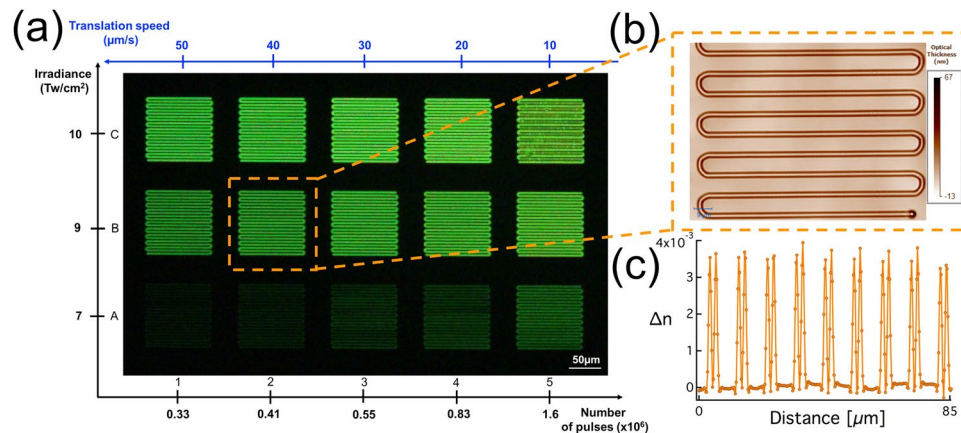 (a)
Translation speed
(µm/s)
50
40
30
20
10
Irradiance
(Tw/cm²)
10
C
9
B
7
A
50µm
1
2
3
4
5
0.33
0.41
0.55
0.83
1.6
Number
of pulses (x10⁶)
(b)
Optical
Thickness
(nm)
67
-13
(c)
4x10⁻³
3
2
1
0
Δn
0
Distance [µm]
85